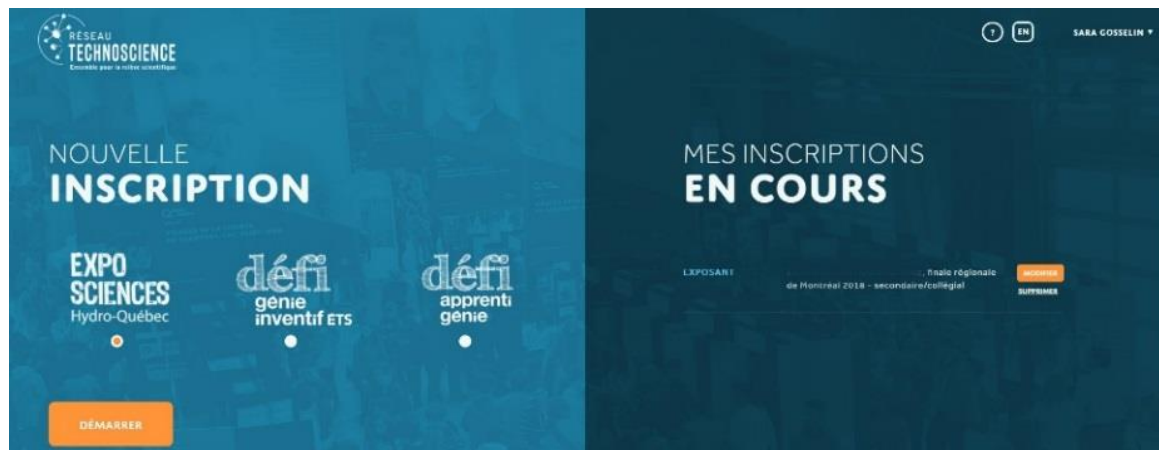 RÉSEAU
TECHNOSCIENCE
Ensemble pour la relève scientifique
? EN SARA GOSSELIN ▼
NOUVELLE
INSCRIPTION
EXPO
SCIENCES
Hydro-Québec
défi
génie
inventif ETS
défi
apprenti
génie
DÉMARRER
MES INSCRIPTIONS
EN COURS
EXPOSANT
, finale régionale
de Montréal 2018 - secondaire/collégial
MODIFIER
SUPPRIMER